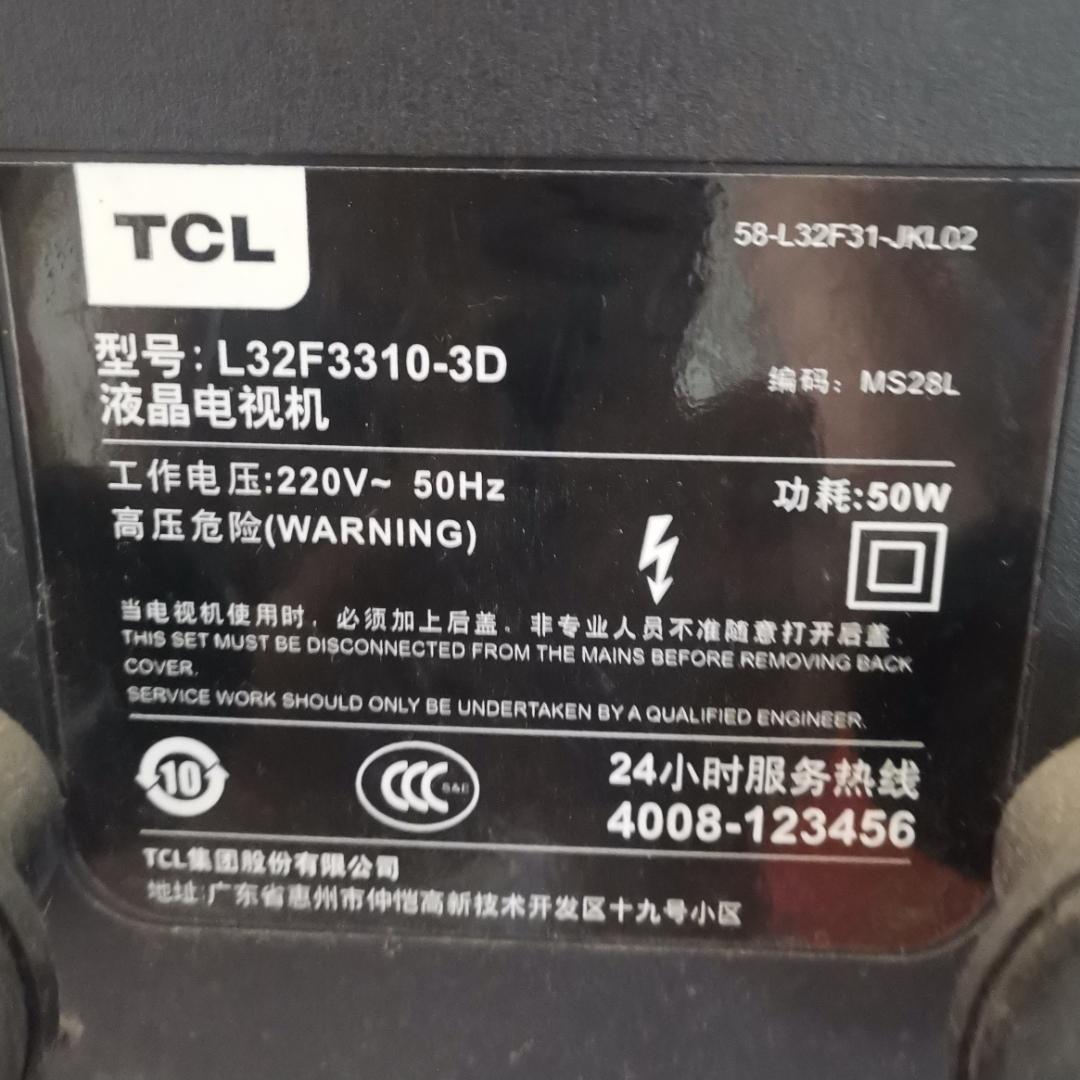 TCL
58-L32F31-JKL02
型号：L32F3310-3D
编码：MS28L
液晶电视机
工作电压:220V~ 50Hz
功耗:50W
高压危险(WARNING)
当电视机使用时，必须加上后盖。非专业人员不准随意打开后盖。
THIS SET MUST BE DISCONNECTED FROM THE MAINS BEFORE REMOVING BACK
COVER.
SERVICE WORK SHOULD ONLY BE UNDERTAKEN BY A QUALIFIED ENGINEER.
10
CCC S&E
24小时服务热线
4008-123456
TCL集团股份有限公司
地址:广东省惠州市仲恺高新技术开发区十九号小区